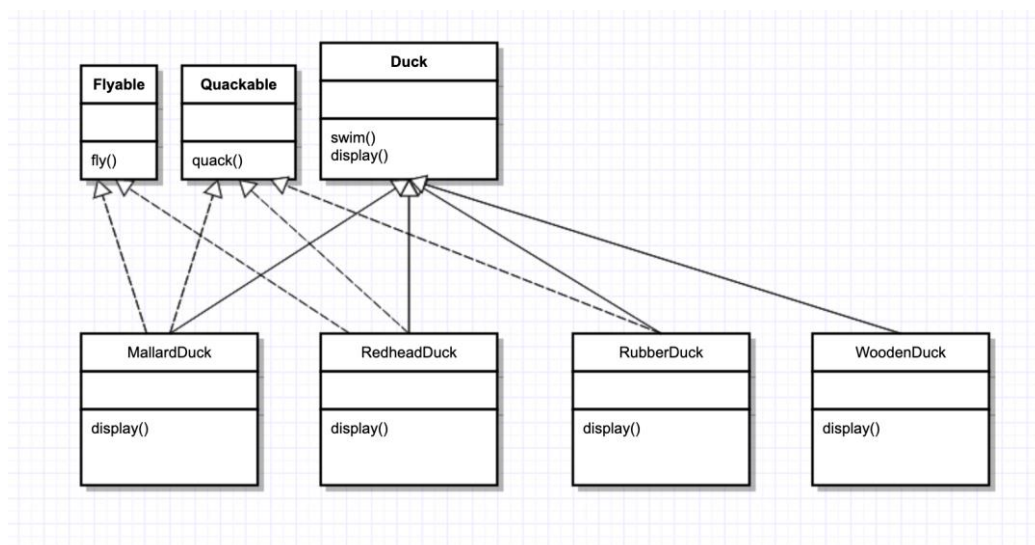 Flyable
fly()
Quackable
quack()
Duck
swim()
display()
MallardDuck
display()
RedheadDuck
display()
RubberDuck
display()
WoodenDuck
display()